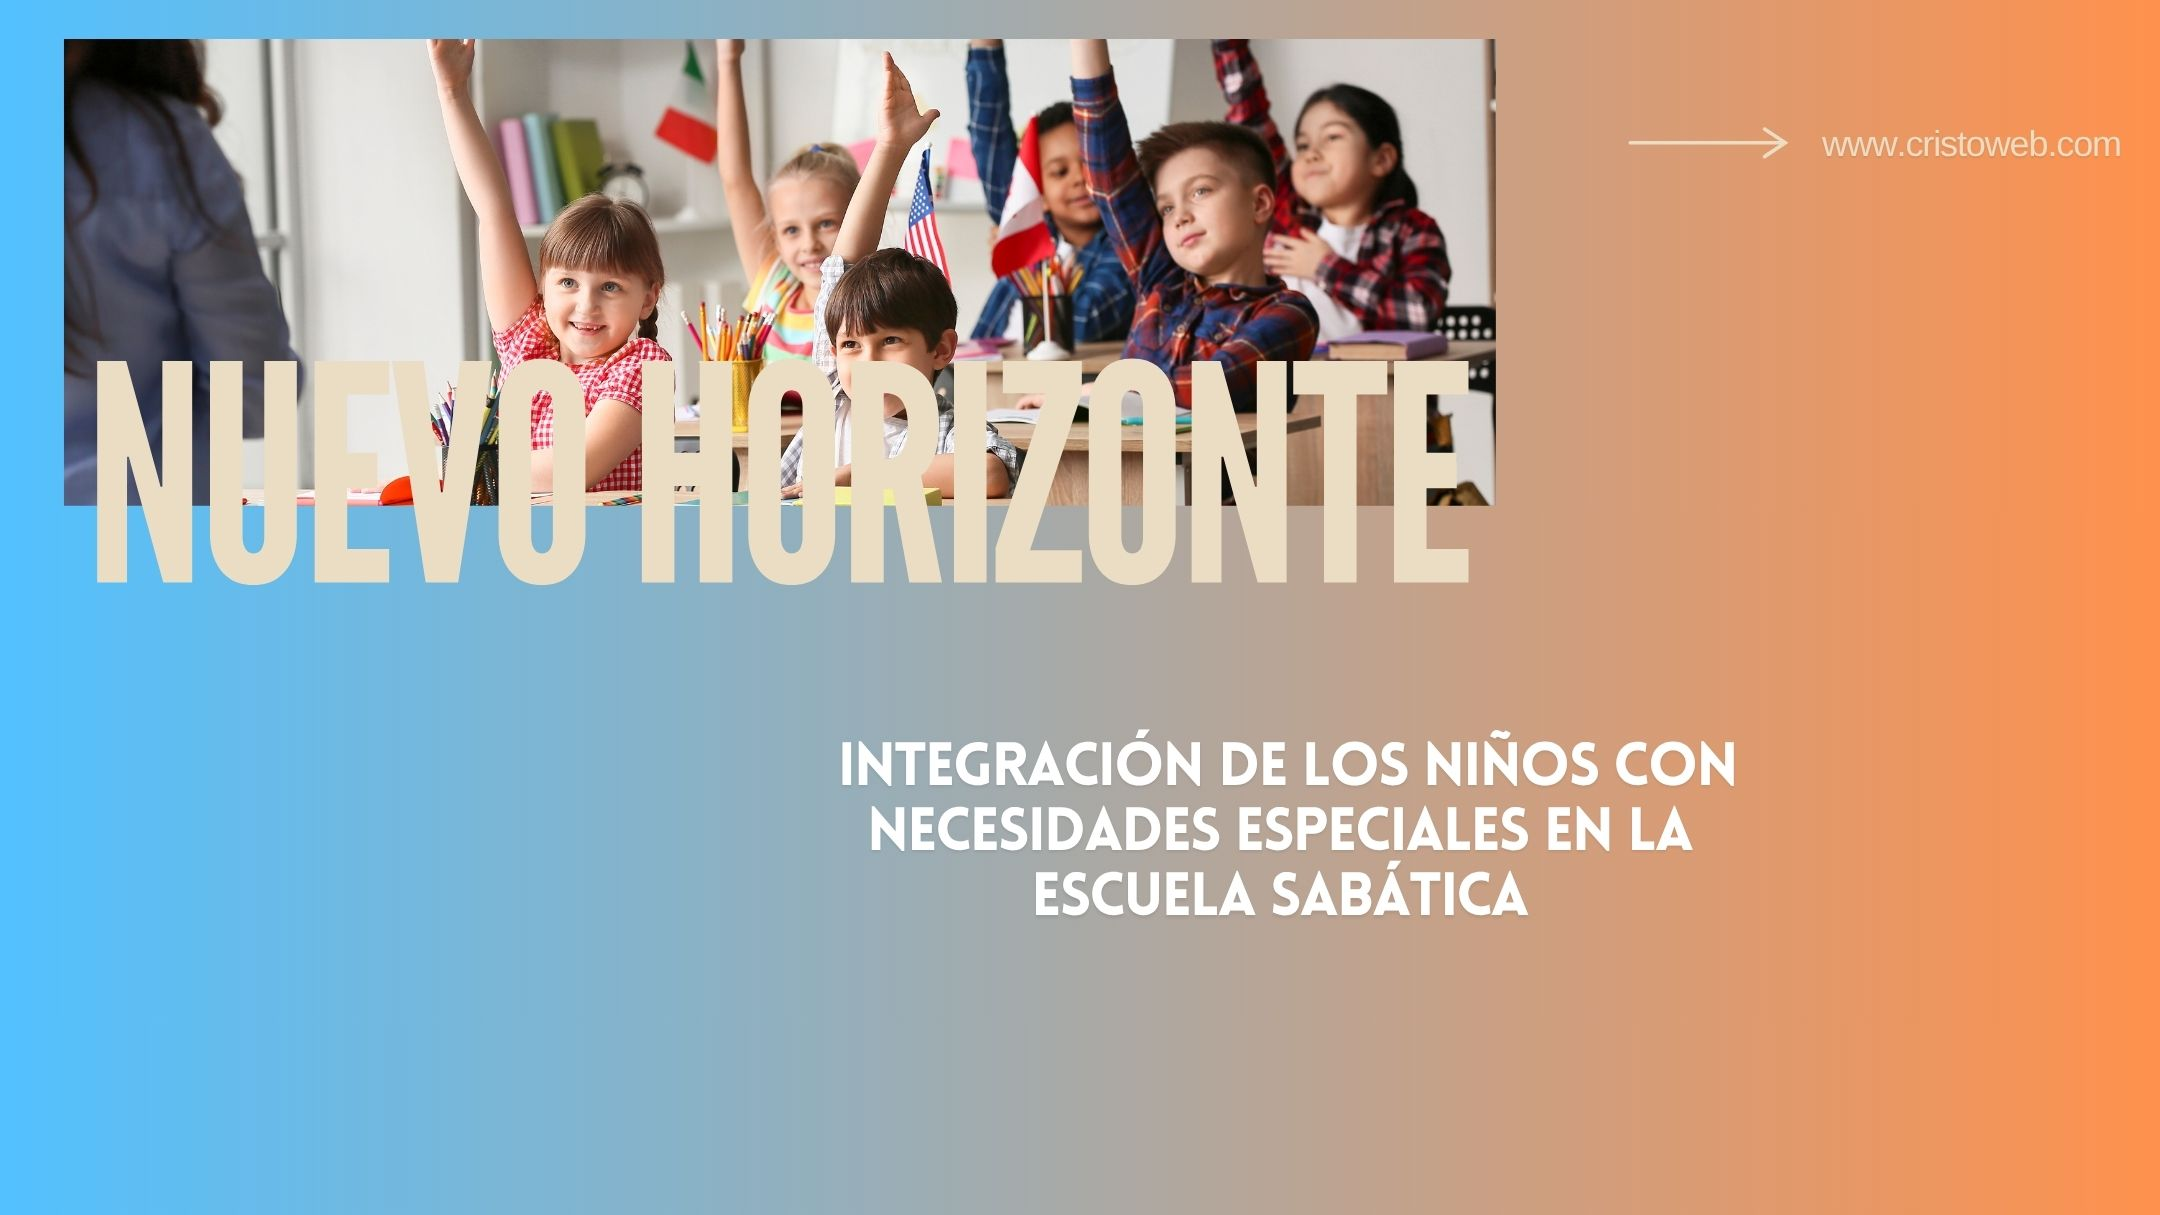 www.cristoweb.com
NUEVO HORIZONTE
INTEGRACIÓN DE LOS NIÑOS CON
NECESIDADES ESPECIALES EN LA
ESCUELA SABÁTICA